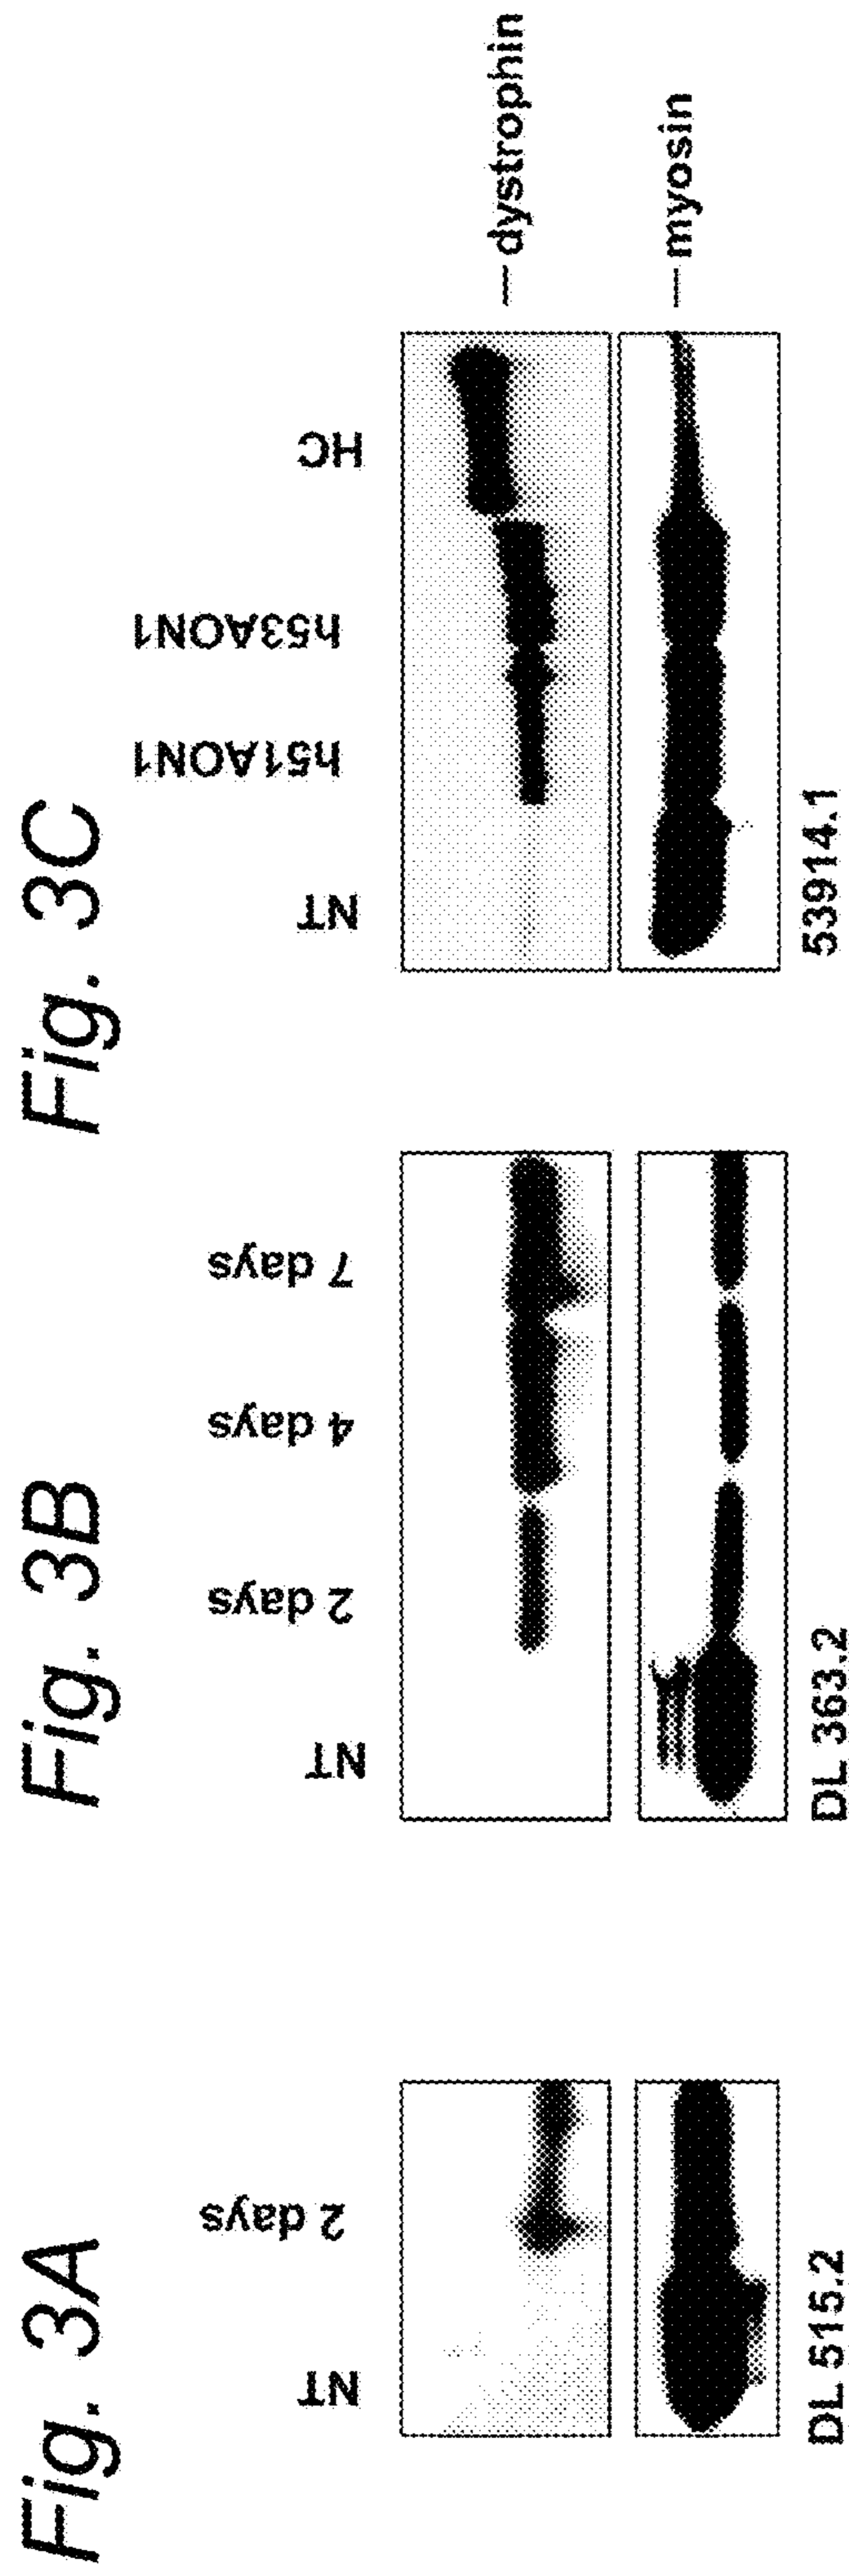 Fig. 3A
NT
2 days
DL 515.2
Fig. 3B
NT
2 days
4 days
7 days
DL 363.2
Fig. 3C
NT
h51AON1
h53AON1
HC
— dystrophin
— myosin
53914.1